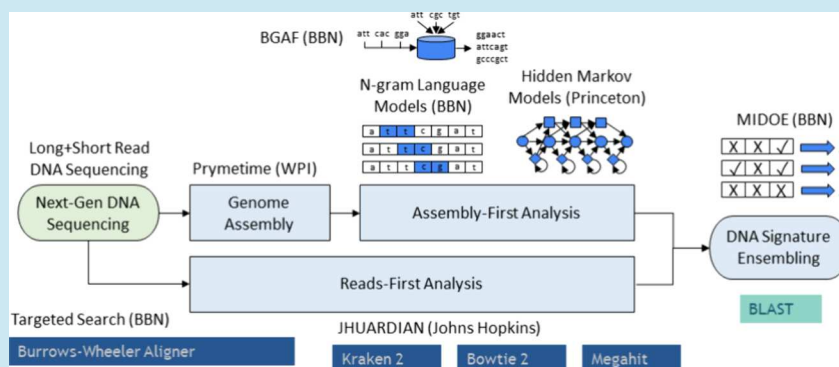 BGAF (BBN)
att cac gga
att cgc tgt
ggaact
attcagt
gcccgct
N-gram Language
Models (BBN)
a t t c g a t
a t t c g a t
a t t c g a t
Hidden Markov
Models (Princeton)
MIDOE (BBN)
X X ✓
✓ X X
X X X
Long+Short Read
DNA Sequencing
Prymetime (WPI)
Next-Gen DNA
Sequencing
Genome
Assembly
Assembly-First Analysis
DNA Signature
Ensembling
Reads-First Analysis
BLAST
Targeted Search (BBN)
JHUARDIAN (Johns Hopkins)
Burrows-Wheeler Aligner
Kraken 2
Bowtie 2
Megahit